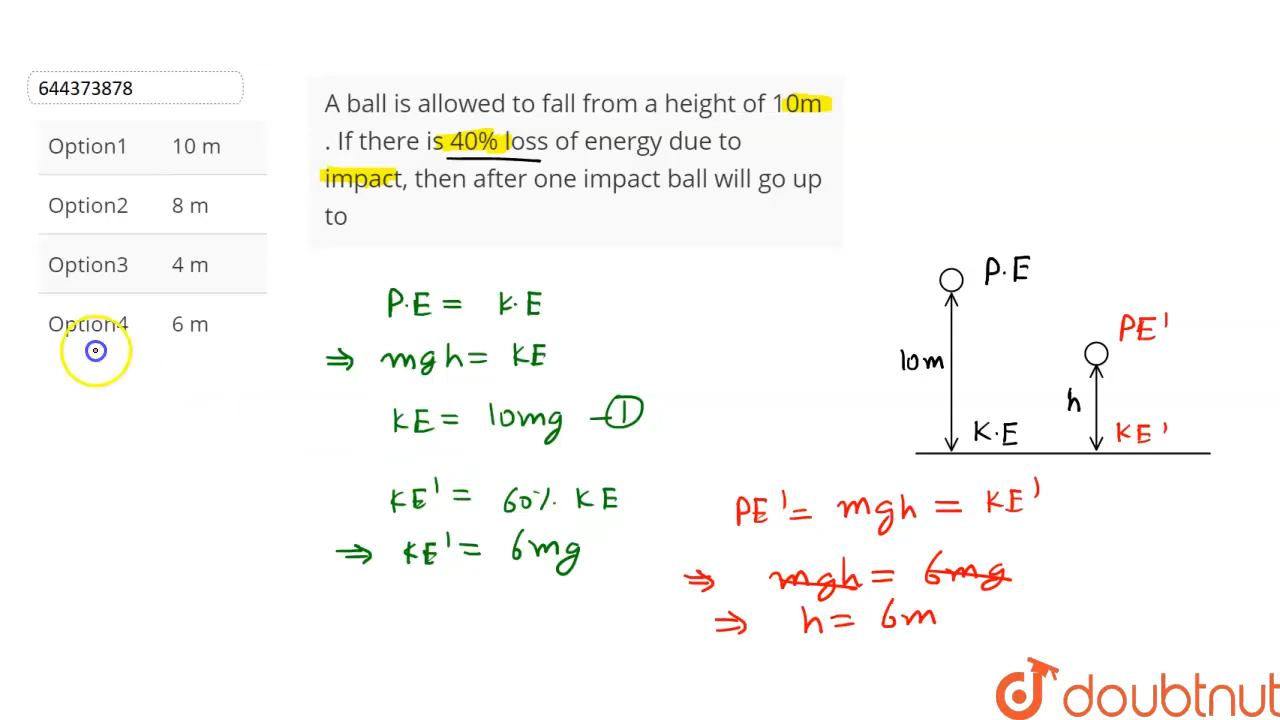 644373878
Option1 10 m
Option2 8 m
Option3 4 m
Option4 6 m
A ball is allowed to fall from a height of 10m
. If there is 40% loss of energy due to
impact, then after one impact ball will go up
to
P.E = K.E
⇒ mgh = KE
KE = 10mg –①
KE' = 60% KE
⇒ KE' = 6mg
P.E
10m
K.E
PE'
h
KE'
PE' = mgh = KE'
⇒ mgh = 6mg
⇒ h = 6m
doubtnut